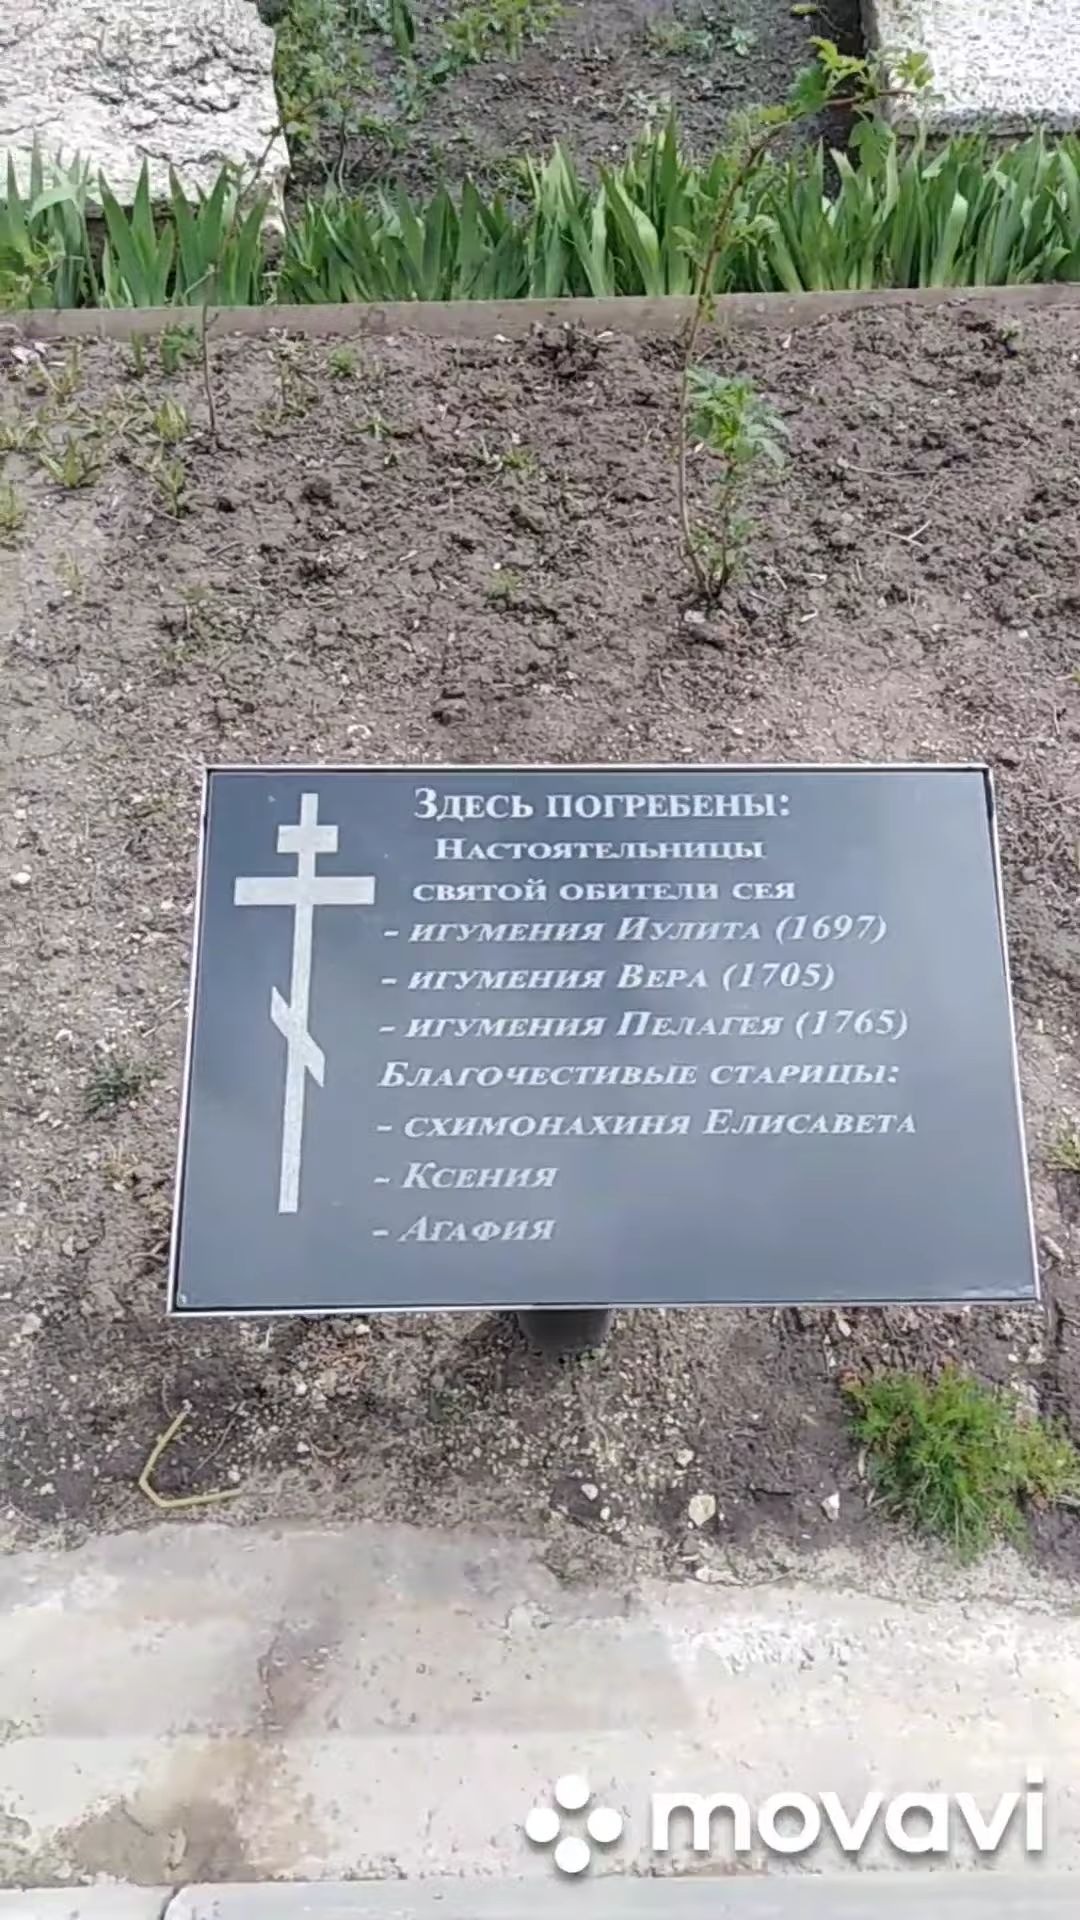 Здесь погребены:
Настоятельницы
святой обители сея
- игумения Иулита (1697)
- игумения Вера (1705)
- игумения Пелагея (1765)
Благочестивые старицы:
- схимонахиня Елисавета
- Ксения
- Агафия
movavi